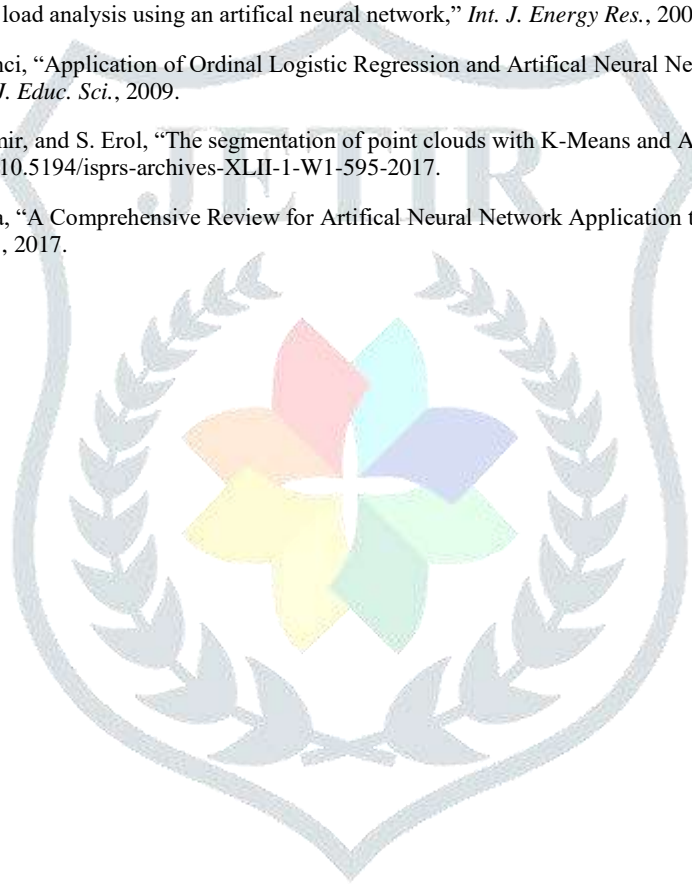 load analysis using an artifical neural network,” Int. J. Energy Res., 200
nci, “Application of Ordinal Logistic Regression and Artifical Neural Ne
J. Educ. Sci., 2009.
mir, and S. Erol, “The segmentation of point clouds with K-Means and A
10.5194/isprs-archives-XLII-1-W1-595-2017.
a, “A Comprehensive Review for Artifical Neural Network Application t
, 2017.
JETIR